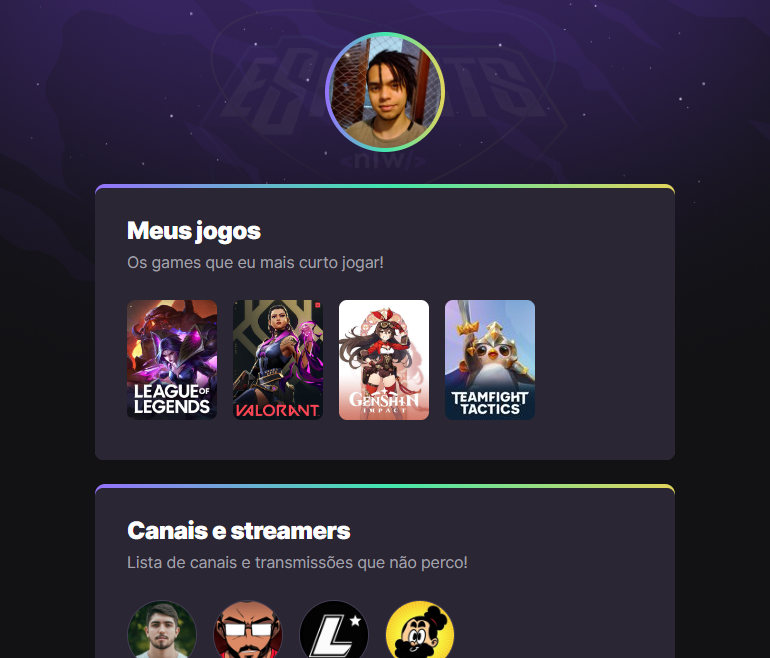 ESPORTS
<nlw/>
Meus jogos
Os games que eu mais curto jogar!
LEAGUE OF
LEGENDS
VALORANT
GENSHIN
IMPACT
TEAMFIGHT
TACTICS
Canais e streamers
Lista de canais e transmissões que não perco!
L